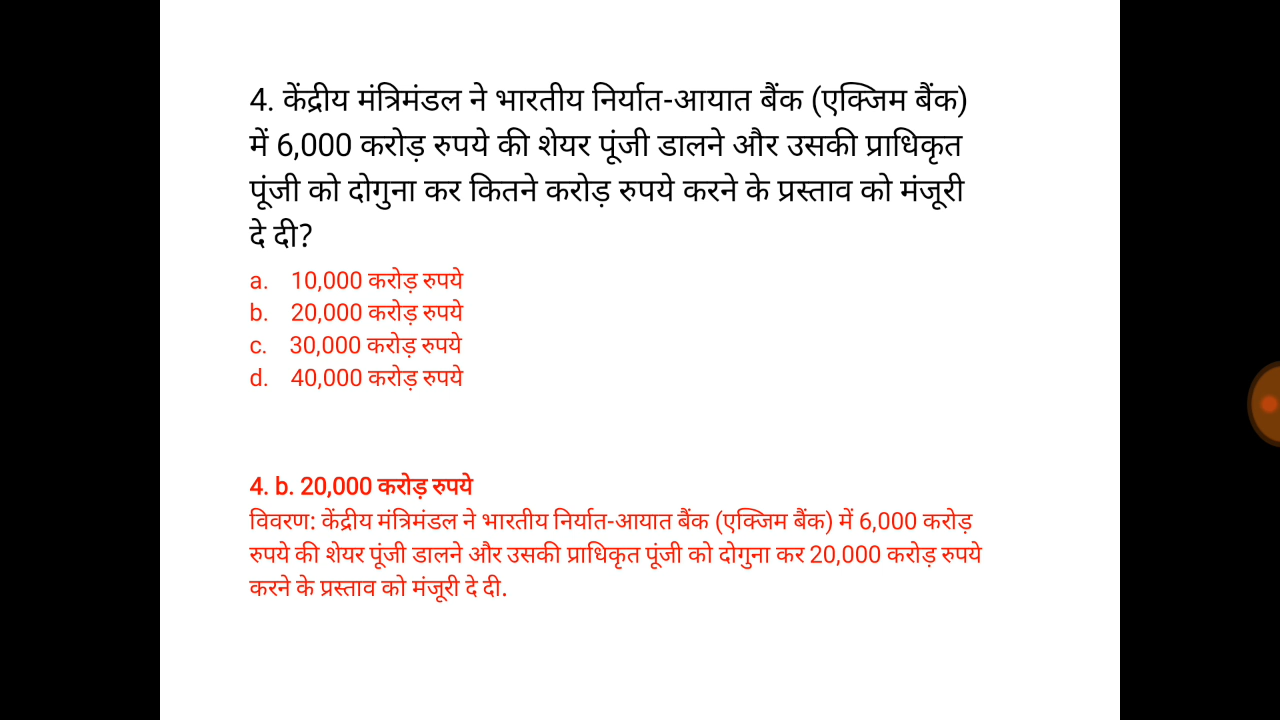 4. केंद्रीय मंत्रिमंडल ने भारतीय निर्यात-आयात बैंक (एक्जिम बैंक)
में 6,000 करोड़ रुपये की शेयर पूंजी डालने और उसकी प्राधिकृत
पूंजी को दोगुना कर कितने करोड़ रुपये करने के प्रस्ताव को मंजूरी
दे दी?
a. 10,000 करोड़ रुपये
b. 20,000 करोड़ रुपये
c. 30,000 करोड़ रुपये
d. 40,000 करोड़ रुपये
4. b. 20,000 करोड़ रुपये
विवरण: केंद्रीय मंत्रिमंडल ने भारतीय निर्यात-आयात बैंक (एक्जिम बैंक) में 6,000 करोड़
रुपये की शेयर पूंजी डालने और उसकी प्राधिकृत पूंजी को दोगुना कर 20,000 करोड़ रुपये
करने के प्रस्ताव को मंजूरी दे दी.